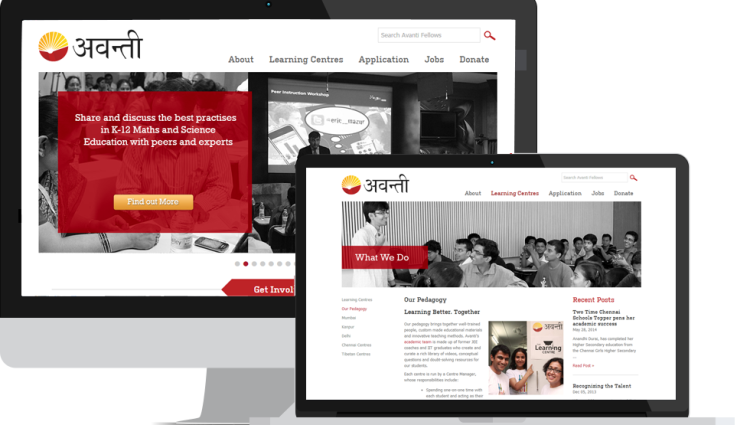 अवन्ती
Search Avanti Fellows
About Learning Centres Application Jobs Donate
Peer Instruction Workshop
Share and discuss the best practises
in K-12 Maths and Science
Education with peers and experts
Find out More
Get Invol
अवन्ती
Search Avanti Fellows
About Learning Centres Application Jobs Donate
What We Do
Learning Centres
Our Pedagogy
Mumbai
Kanpur
Delhi
Chennai Centres
Tibetan Centres
Our Pedagogy
Learning Better. Together
Our pedagogy brings together well-trained
people, custom-made educational materials
and innovative teaching methods. Avanti's
academic team is made up of former JEE
coaches and IIT graduates who create and
curate a rich library of videos, conceptual
questions and doubt-solving resources for
our students.
Each centre is run by a Centre Manager,
whose responsibilities include:
Spending one-on-one time with
each student and acting as their
अवन्ती
Learning
CENTRE
Recent Posts
Two Time Chennai
Schools Topper pens her
academic success
May 26, 2014
has completed her
Higher Secondary education from
the Chennai Girls Higher Secondary
Read Post >
Recognising the Talent
Dec 05, 2013